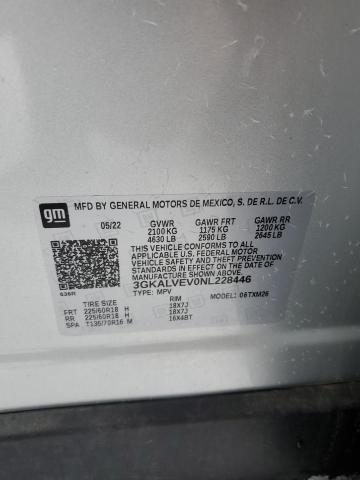 gm
MFD BY GENERAL MOTORS DE MEXICO, S. DE R.L. DE C.V.
05/22 GVWR GAWR FRT GAWR RR
2100 KG 1175 KG 1200 KG
4630 LB 2590 LB 2645 LB
THIS VEHICLE CONFORMS TO ALL
APPLICABLE U.S. FEDERAL MOTOR
VEHICLE SAFETY, BUMPER, AND THEFT
PREVENTION STANDARDS IN EFFECT ON
THE DATE OF MANUFACTURE SHOWN ABOVE.
3GKALVEV0NL228446
636R TYPE: MPV MODEL: 06TXM26
TIRE SIZE RIM
FRT 225/60R18 H 18X7J
RR 225/60R18 H 18X7J
SPA T135/70R16 M 16X4BT